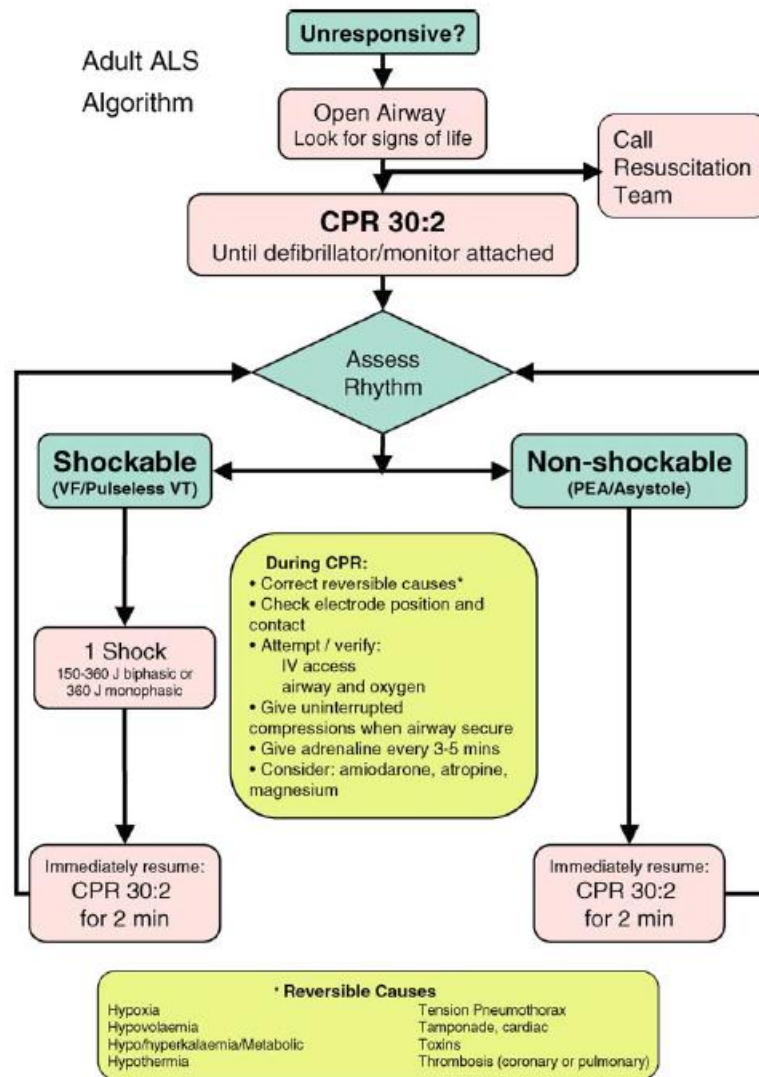 Unresponsive?
Adult ALS
Algorithm
Open Airway
Look for signs of life
Call
Resuscitation
Team
CPR 30:2
Until defibrillator/monitor attached
Assess
Rhythm
Shockable
(VF/Pulseless VT)
Non-shockable
(PEA/Asystole)
During CPR:
• Correct reversible causes*
• Check electrode position and
contact
• Attempt / verify:
IV access
airway and oxygen
• Give uninterrupted
compressions when airway secure
• Give adrenaline every 3-5 mins
• Consider: amiodarone, atropine,
magnesium
1 Shock
150-360 J biphasic or
360 J monophasic
Immediately resume:
CPR 30:2
for 2 min
Immediately resume:
CPR 30:2
for 2 min
* Reversible Causes
Hypoxia
Hypovolaemia
Hypo/hyperkalaemia/Metabolic
Hypothermia
Tension Pneumothorax
Tamponade, cardiac
Toxins
Thrombosis (coronary or pulmonary)